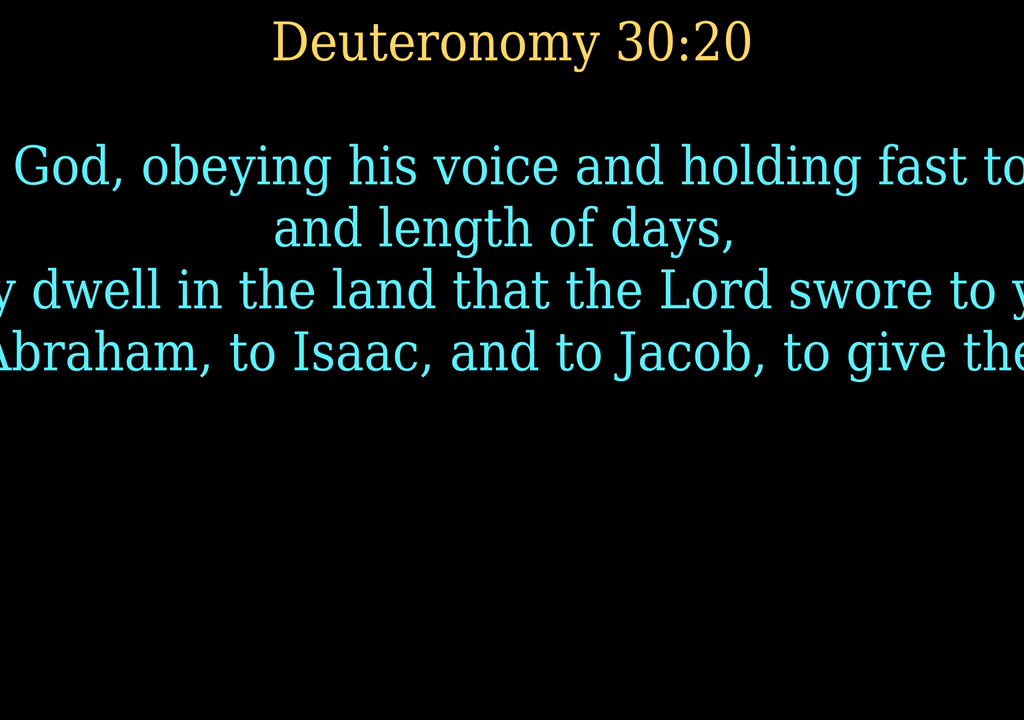 Deuteronomy 30:20
God, obeying his voice and holding fast to
and length of days,
y dwell in the land that the Lord swore to y
Abraham, to Isaac, and to Jacob, to give the